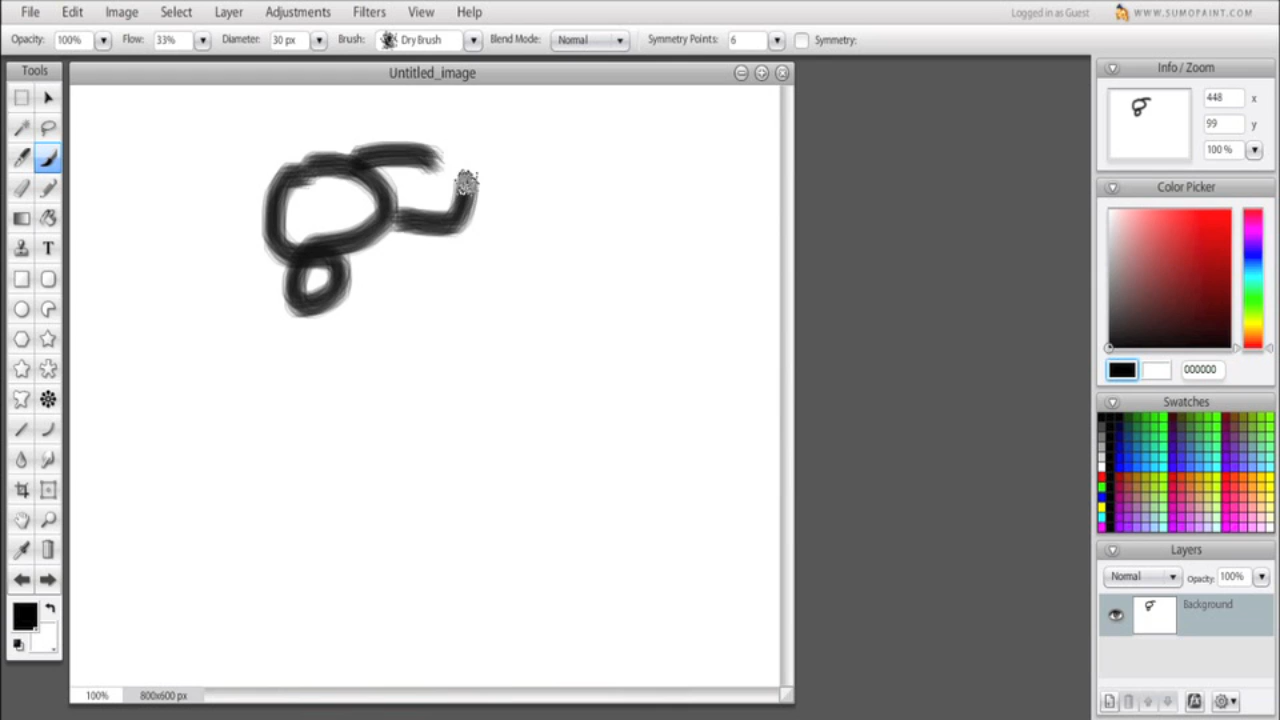 File Edit Image Select Layer Adjustments Filters View Help Logged in as Guest WWW.SUMOPAINT.COM
Opacity: 100% Flow: 33% Diameter: 30 px Brush: Dry Brush Blend Mode: Normal Symmetry Points: 6 Symmetry:
Tools
Untitled_image
Info / Zoom
448 x
99 y
100 %
Color Picker
000000
Swatches
Layers
Normal Opacity: 100%
Background
T
A
100% 800x600 px